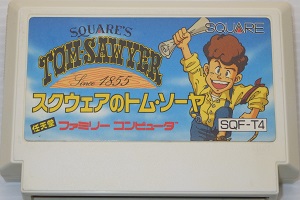 SQUARE'S
TOM SAWYER
Since 1855
SQUARE
スクウェアのトム・ソーヤ
任天堂 ファミリー コンピュータ
SQF-T4